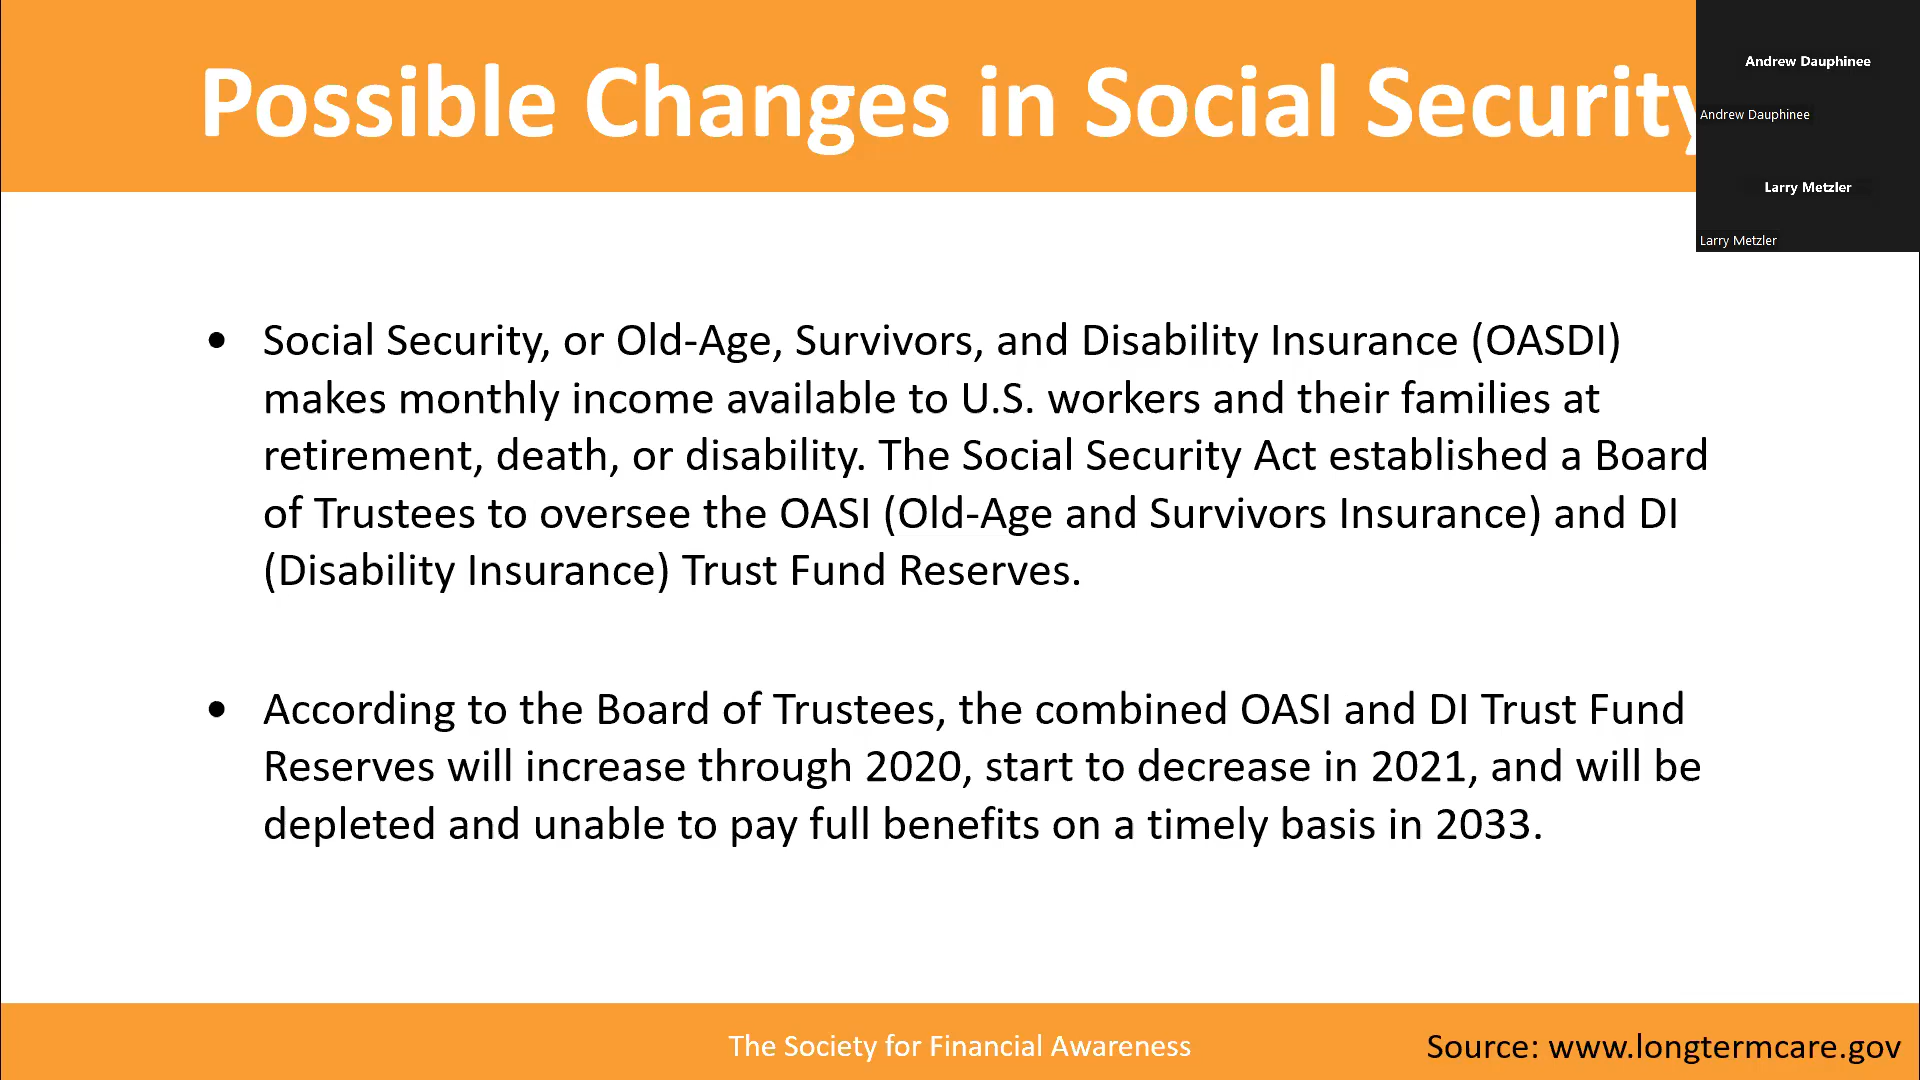 Possible Changes in Social Security
Andrew Dauphinee
Andrew Dauphinee
Larry Metzler
Larry Metzler
• Social Security, or Old-Age, Survivors, and Disability Insurance (OASDI)
makes monthly income available to U.S. workers and their families at
retirement, death, or disability. The Social Security Act established a Board
of Trustees to oversee the OASI (Old-Age and Survivors Insurance) and DI
(Disability Insurance) Trust Fund Reserves.
• According to the Board of Trustees, the combined OASI and DI Trust Fund
Reserves will increase through 2020, start to decrease in 2021, and will be
depleted and unable to pay full benefits on a timely basis in 2033.
The Society for Financial Awareness
Source: www.longtermcare.gov